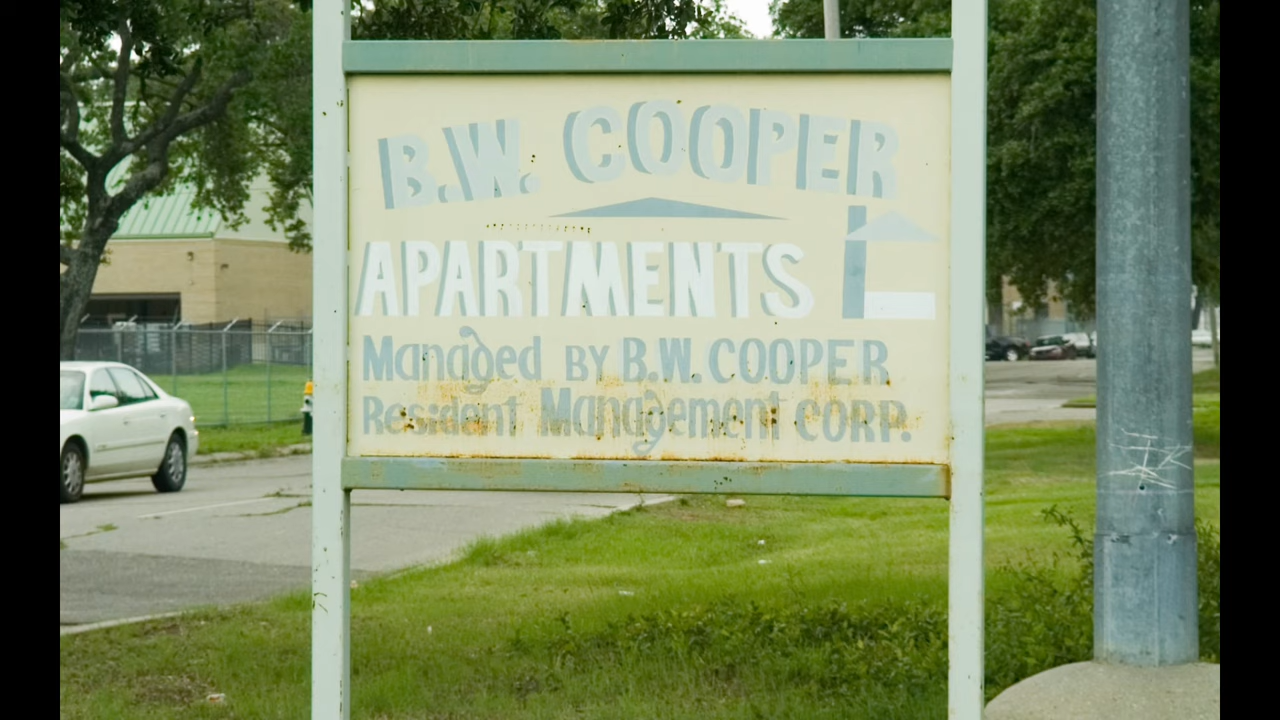 B.W. COOPER
APARTMENTS
Managed BY B.W. COOPER
Resident Management CORP.